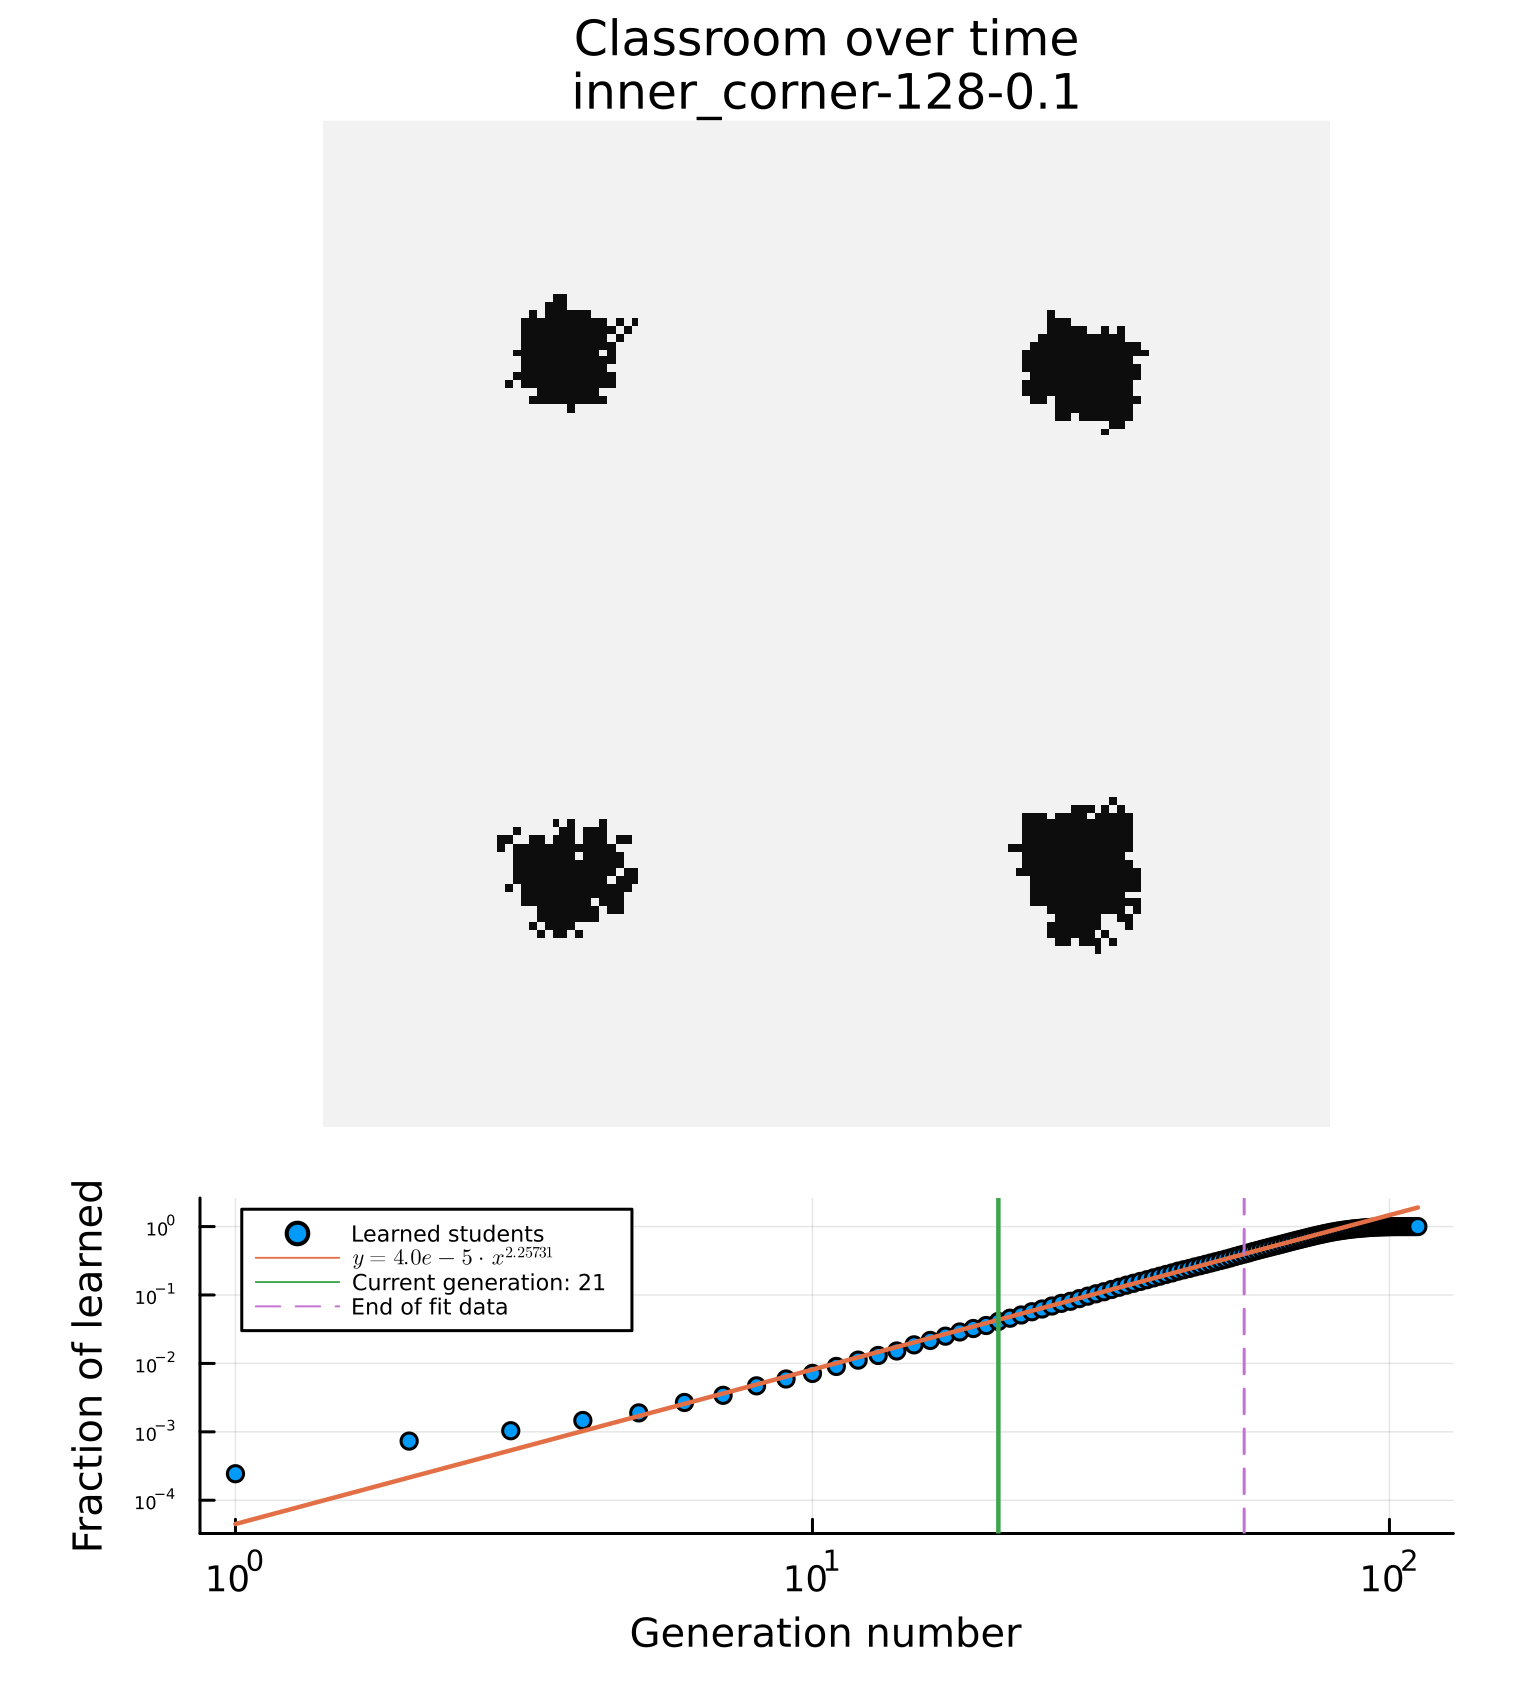 Classroom over time
inner_corner-128-0.1
Fraction of learned
10^0
10^-1
10^-2
10^-3
10^-4
Learned students
y = 4.0e − 5 · x^2.25731
Current generation: 21
End of fit data
10^0 10^1 10^2
Generation number